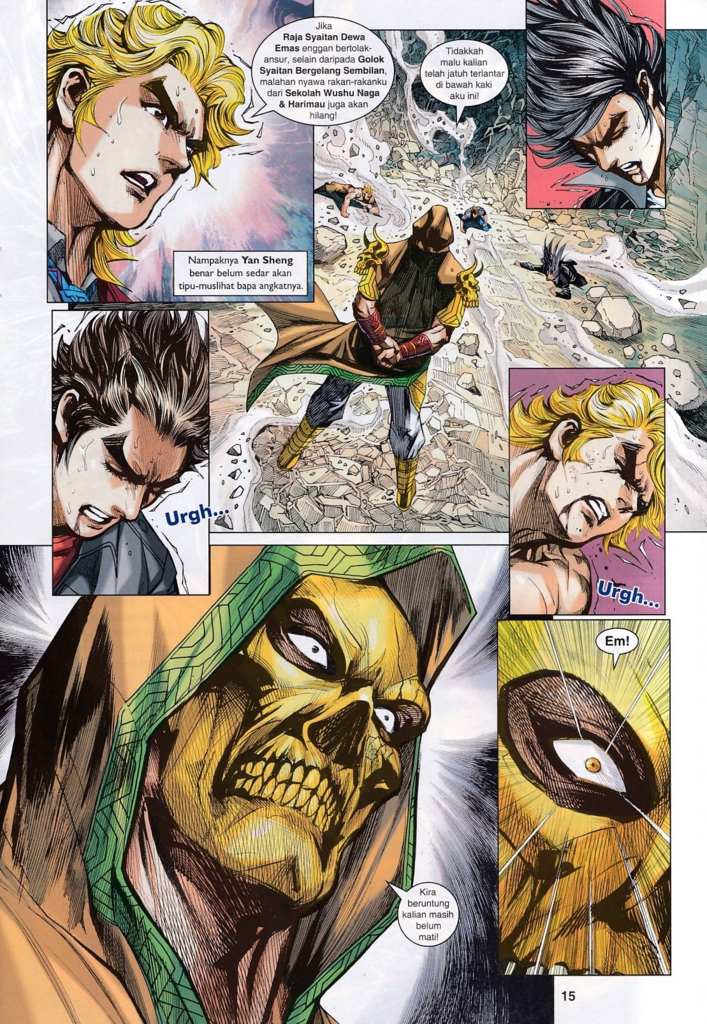 Jika
Raja Syaitan Dewa
Emas enggan bertolak-
ansur, selain daripada Golok
Syaitan Bergelang Sembilan,
malahan nyawa rakan-rakanku
dari Sekolah Wushu Naga
& Harimau juga akan
hilang!
Tidakkah
malu kalian
telah jatuh terlantar
di bawah kaki
aku ini!
Nampaknya Yan Sheng
benar belum sedar akan
tipu-muslihat bapa angkatnya.
Urgh...
Urgh...
Em!
Kira
beruntung
kalian masih
belum
mati!
15